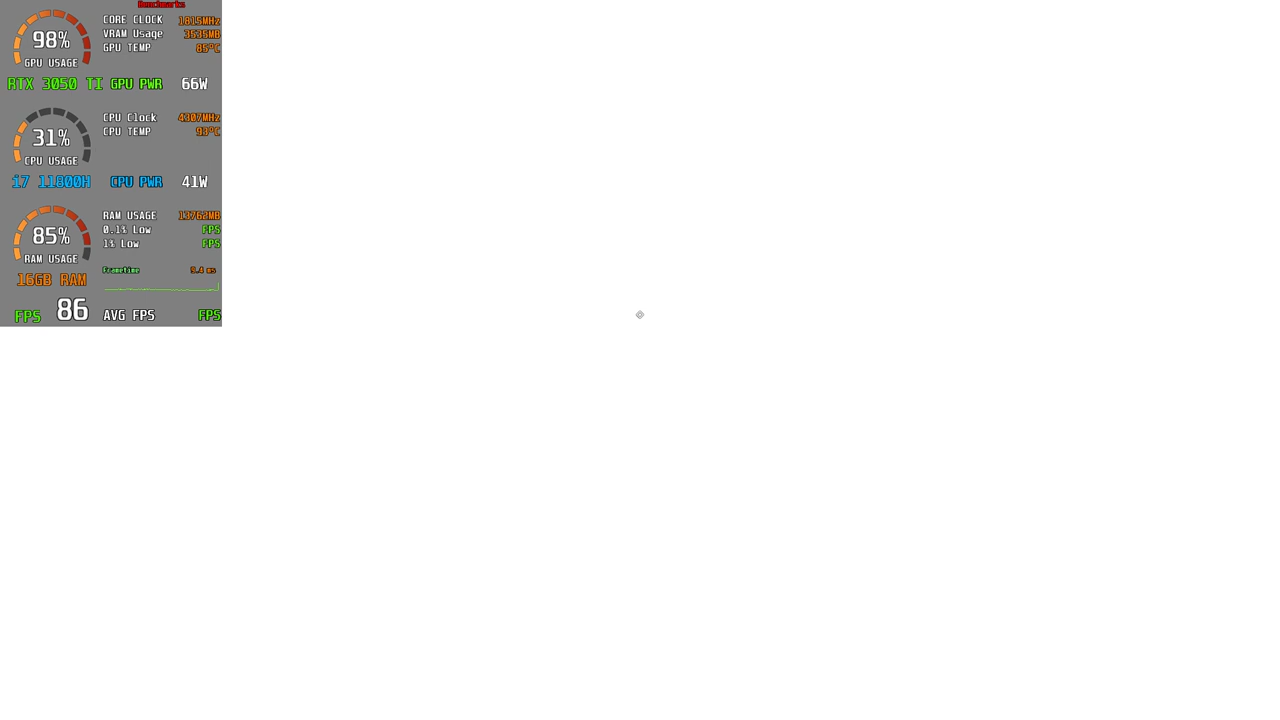 Benchmarks
CORE CLOCK 1815MHz
VRAM Usage 3535MB
GPU TEMP 85°C
98%
GPU USAGE
RTX 3050 TI GPU PWR 66W
CPU Clock 4307MHz
CPU TEMP 93°C
31%
CPU USAGE
i7 11800H CPU PWR 41W
RAM USAGE 13762MB
0.1% Low FPS
1% Low FPS
85%
RAM USAGE
Frametime 9.4 ms
16GB RAM
FPS 86 AVG FPS FPS